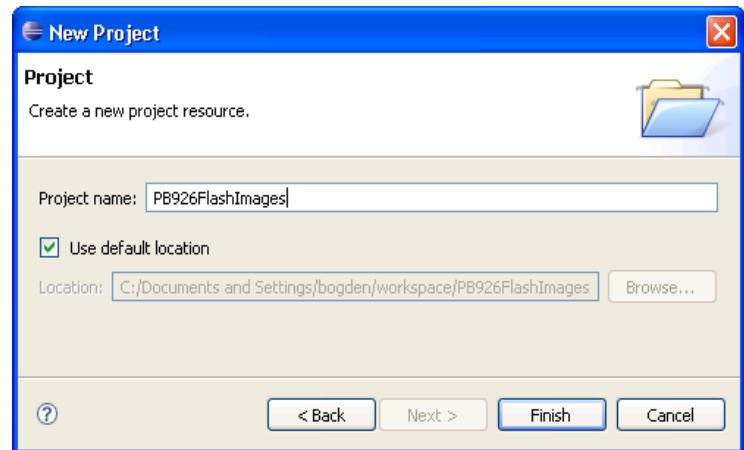 New Project
Project
Create a new project resource.
Project name: PB926FlashImages
Use default location
Location: C:/Documents and Settings/bogden/workspace/PB926FlashImages Browse...
? < Back Next > Finish Cancel